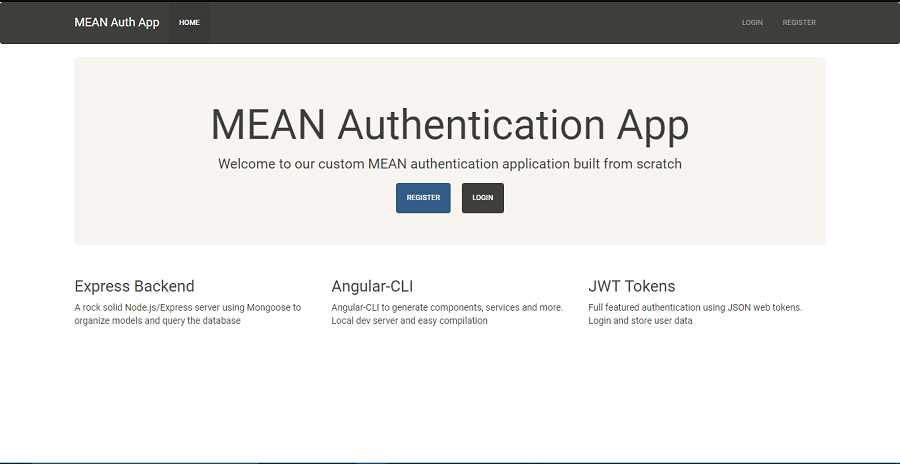 MEAN Auth App HOME LOGIN REGISTER
MEAN Authentication App
Welcome to our custom MEAN authentication application built from scratch
REGISTER LOGIN
Express Backend
A rock solid Node.js/Express server using Mongoose to
organize models and query the database
Angular-CLI
Angular-CLI to generate components, services and more.
Local dev server and easy compilation
JWT Tokens
Full featured authentication using JSON web tokens.
Login and store user data